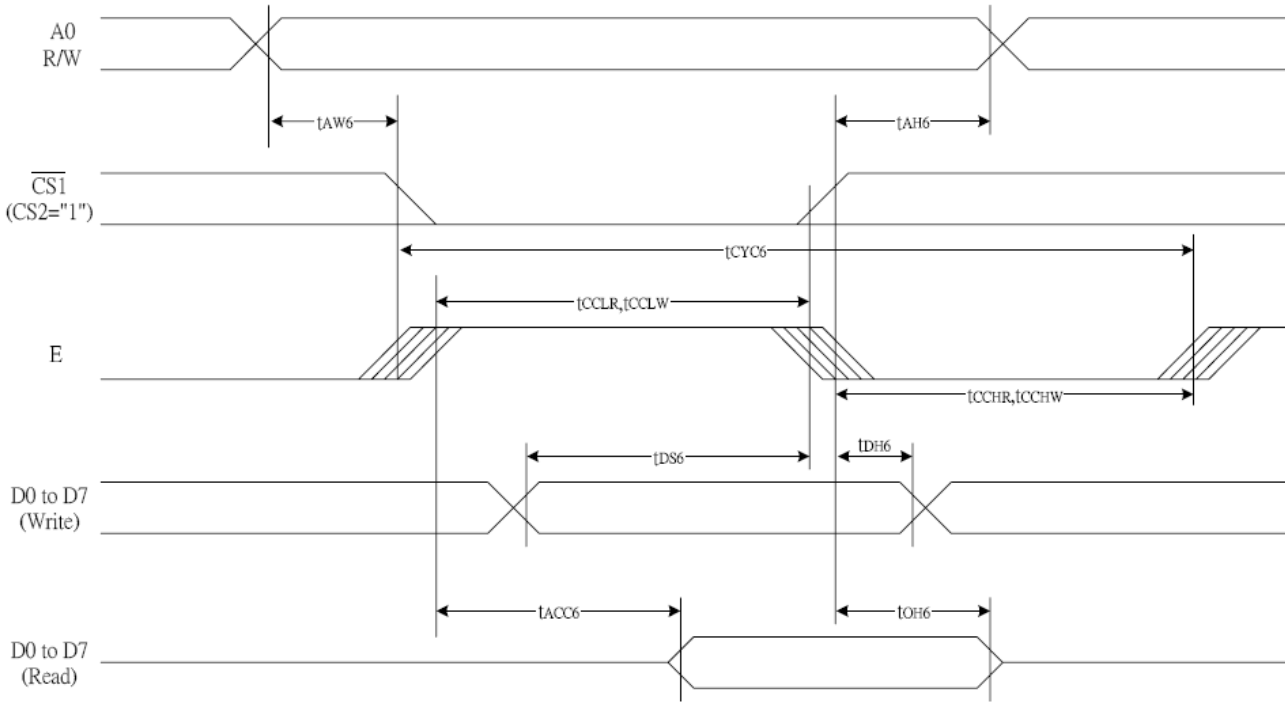 A0
R/W
tAW6
tAH6
CS1
(CS2="1")
tCYC6
tCCLR,tCCLW
E
tCCHR,tCCHW
tDS6
tDH6
D0 to D7
(Write)
tACC6
tOH6
D0 to D7
(Read)